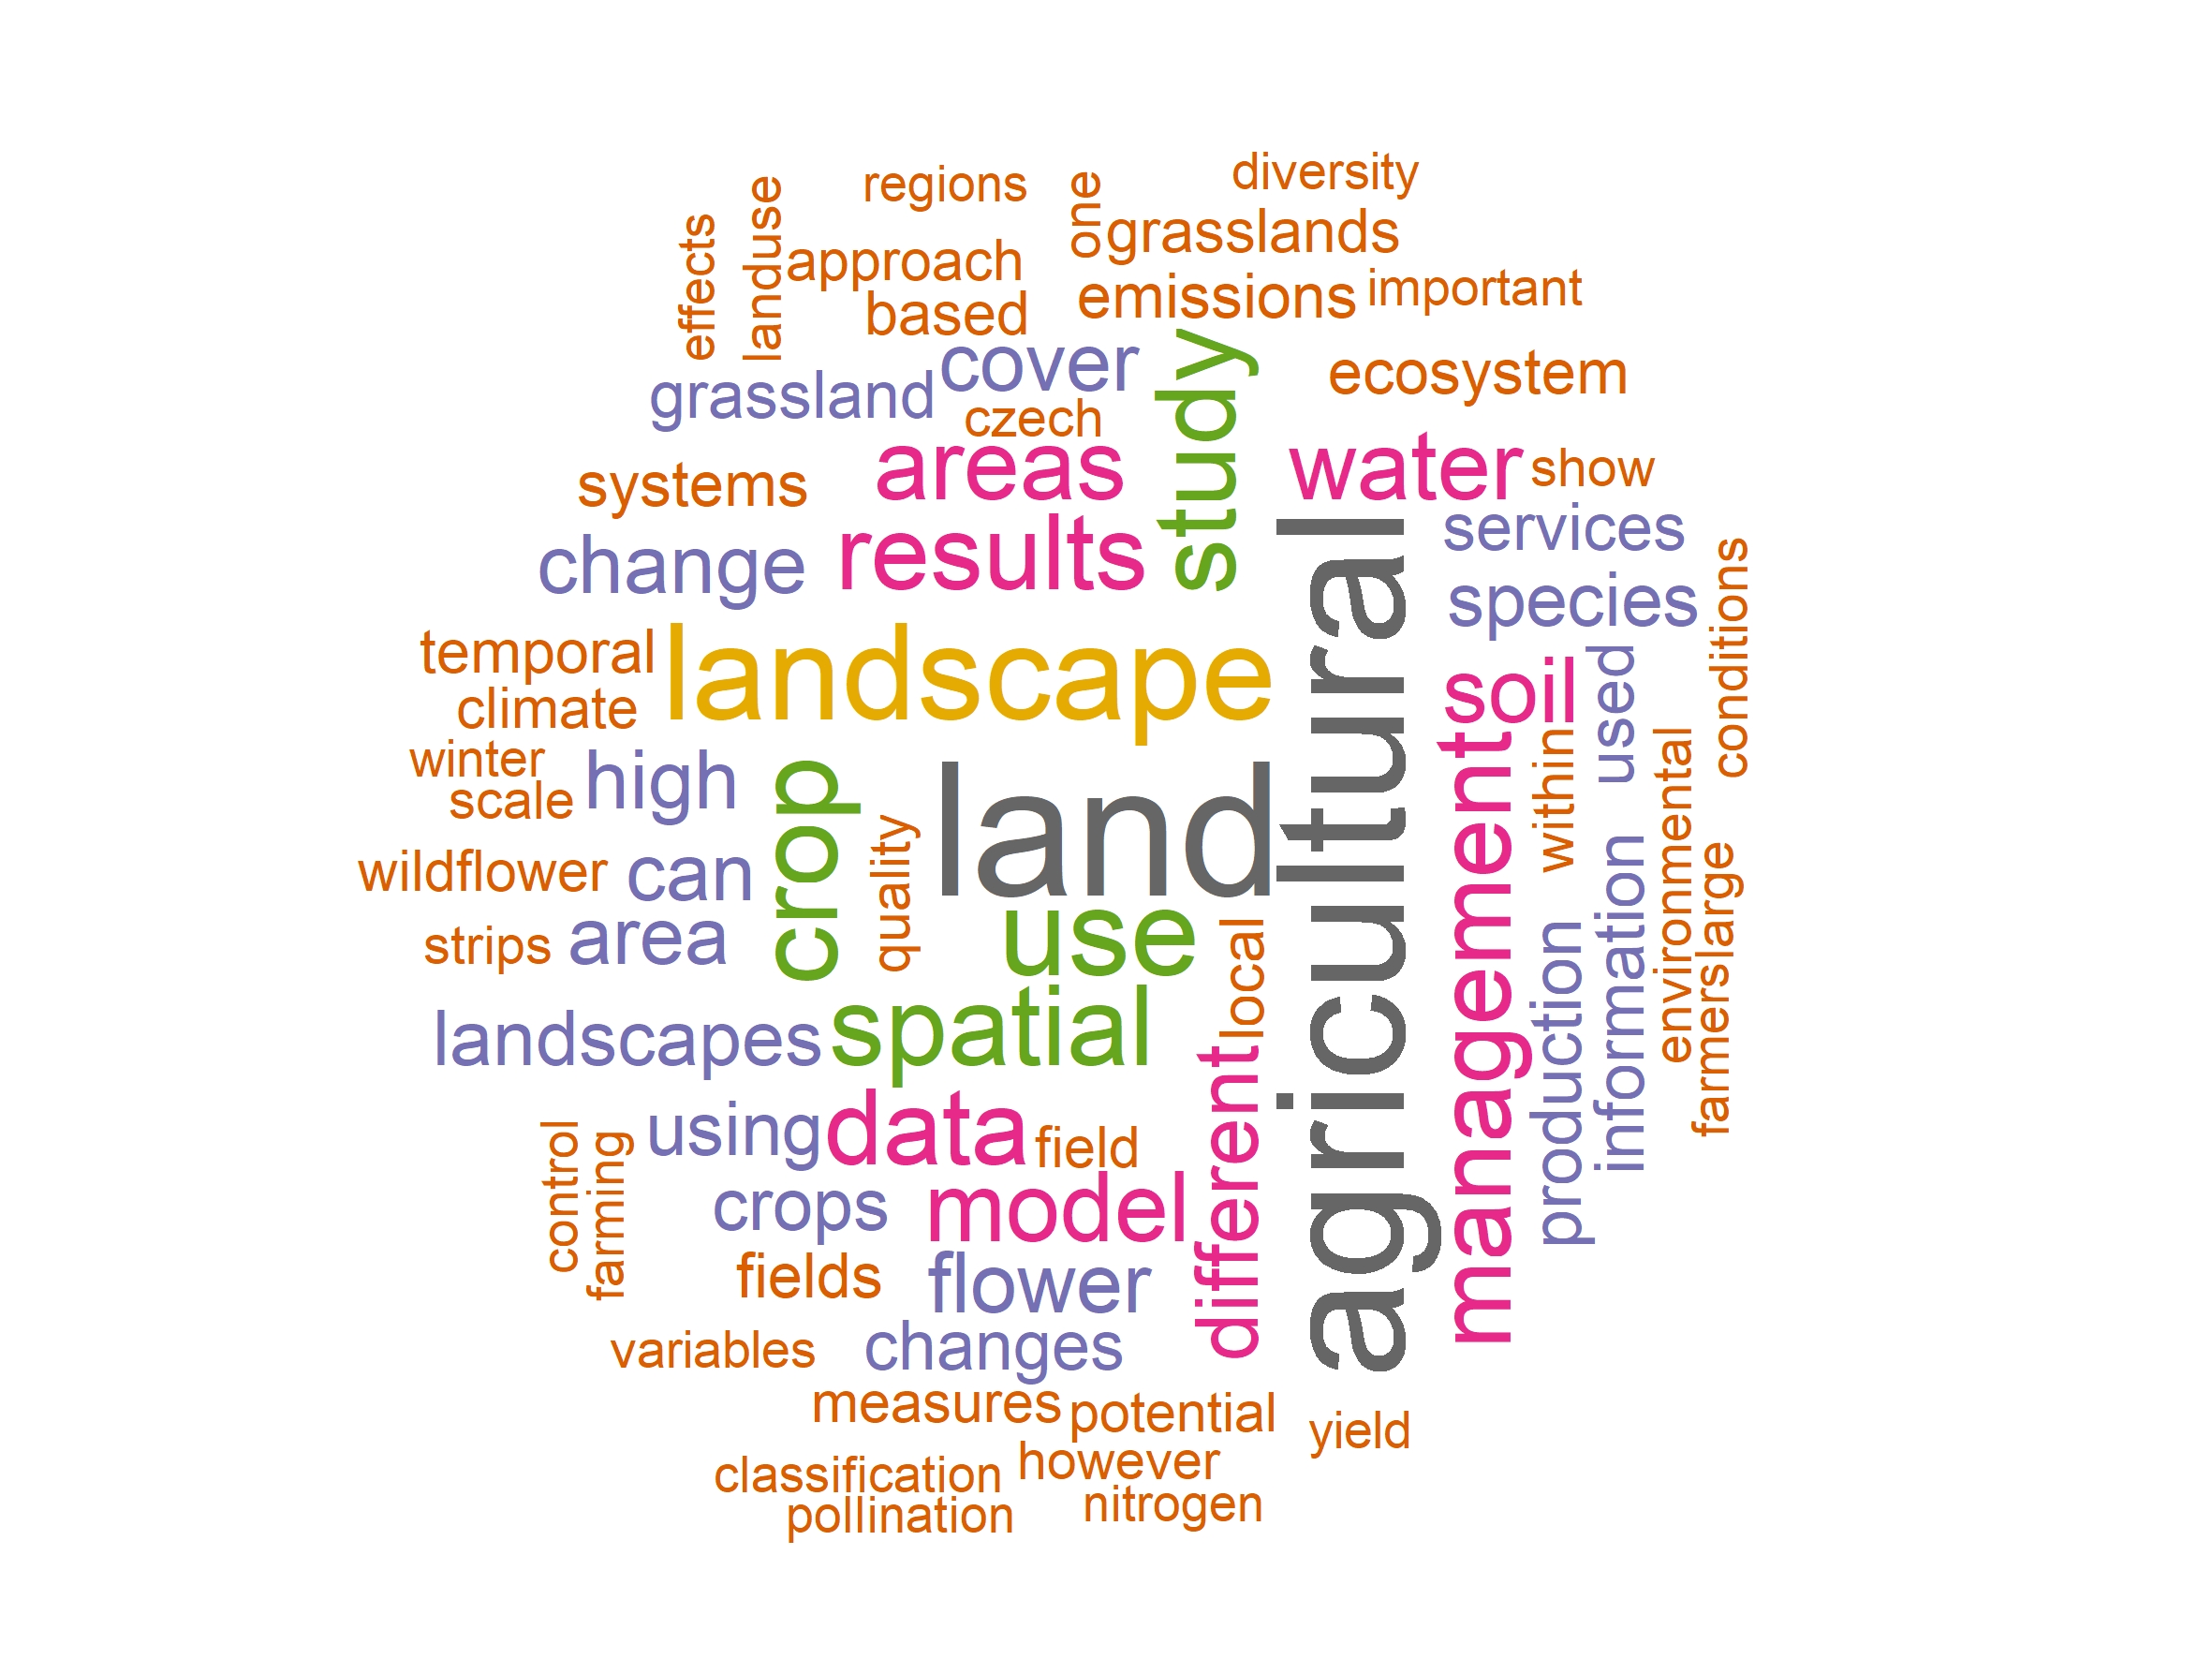 diversity
regions
one
landuse
grasslands
effects
approach
emissions
important
based
cover
study
ecosystem
grassland
czech
areas
water
show
systems
results
services
change
conditions
species
agricultural
temporal
landscape
soil
used
climate
winter
high
scale
crop
land
management
within
environmental
wildflower
can
quality
large
strips
area
use
local
information
landscapes
spatial
production
farmers
control
farming
using
data
field
different
crops
model
fields
flower
variables
changes
measures
potential
yield
classification
however
pollination
nitrogen